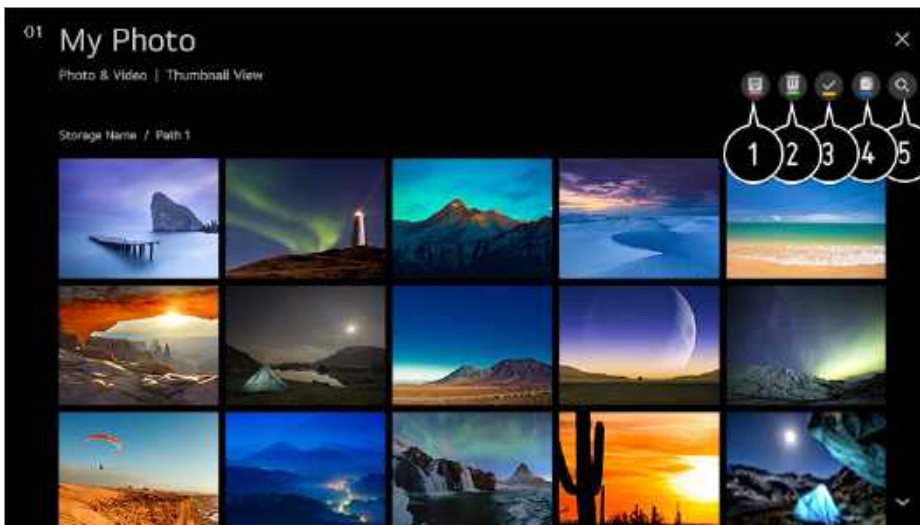 01
My Photo
Photo & Video | Thumbnail View
Storage Name / Path 1
1 2 3 4 5